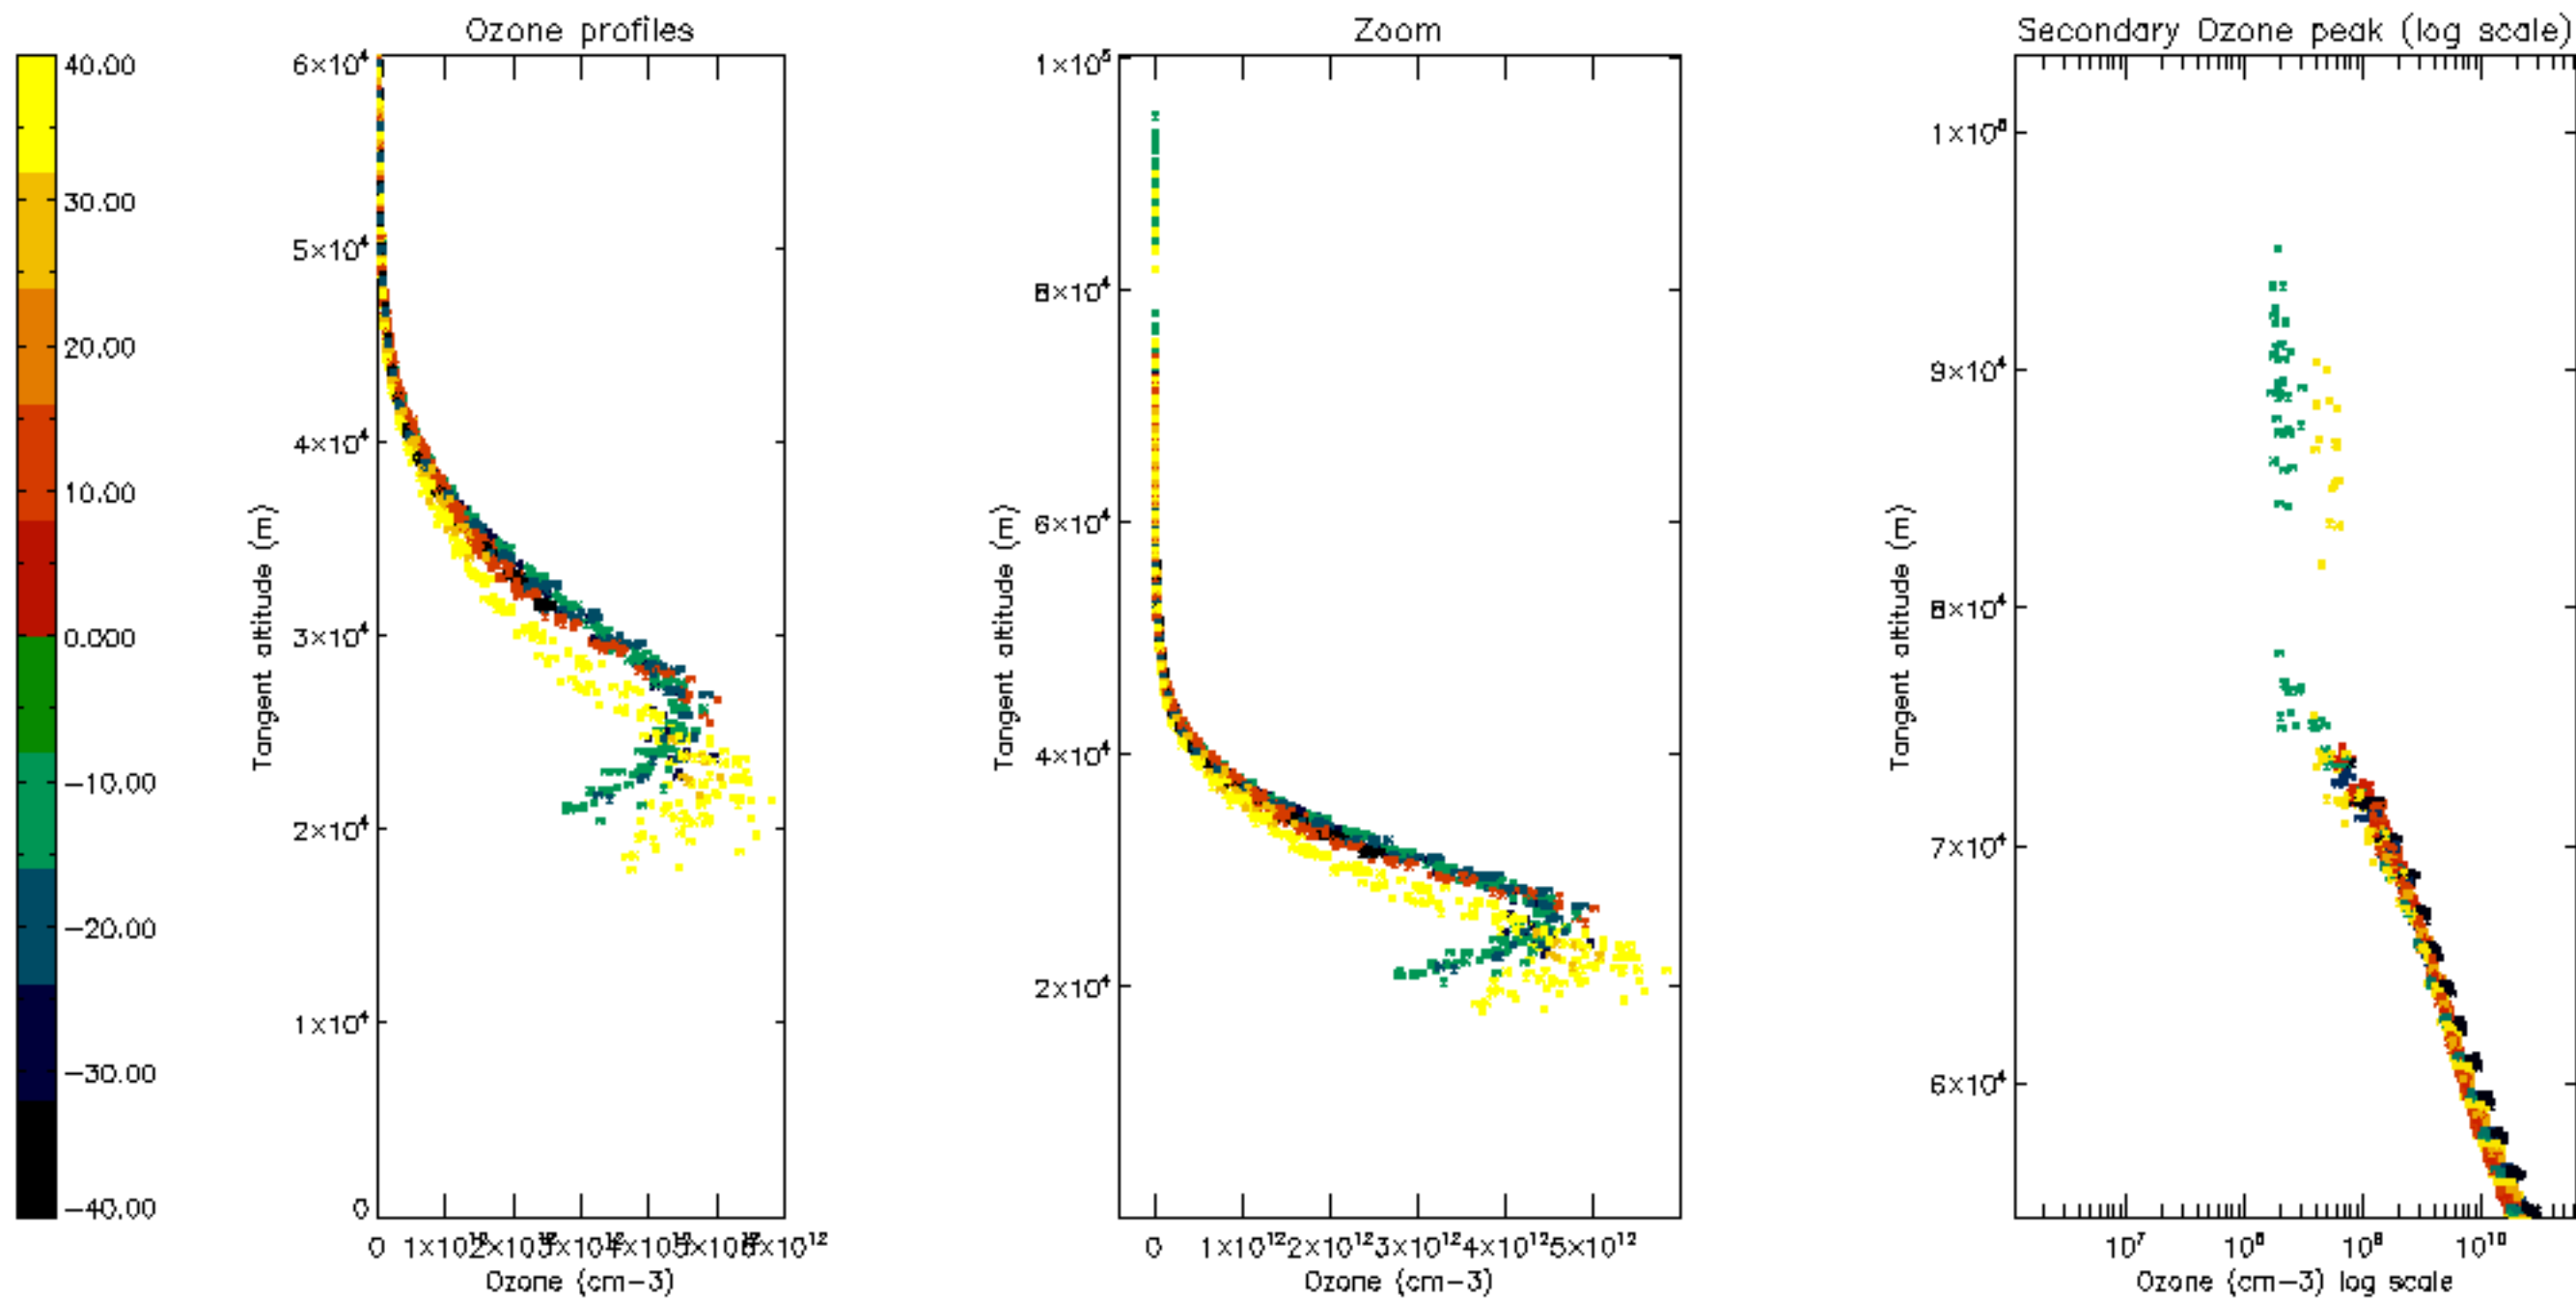 Ozone profiles
Zoom
Secondary Ozone peak (log scale)
40.00
30.00
20.00
10.00
-10.00
-20.00
-30.00
-40.00
6×10⁴
5×10⁴
4×10⁴
3×10⁴
2×10⁴
1×10⁴
0
Tangent altitude (m)
0
Ozone (cm-3)
1×10⁵
8×10⁴
6×10⁴
4×10⁴
2×10⁴
Tangent altitude (m)
0 1×10¹² 2×10¹² 3×10¹² 4×10¹² 5×10¹²
Ozone (cm-3)
9×10⁴
8×10⁴
7×10⁴
6×10⁴
Tangent altitude (m)
10⁷ 10⁸ 10⁹ 10¹⁰
Ozone (cm-3) log scale